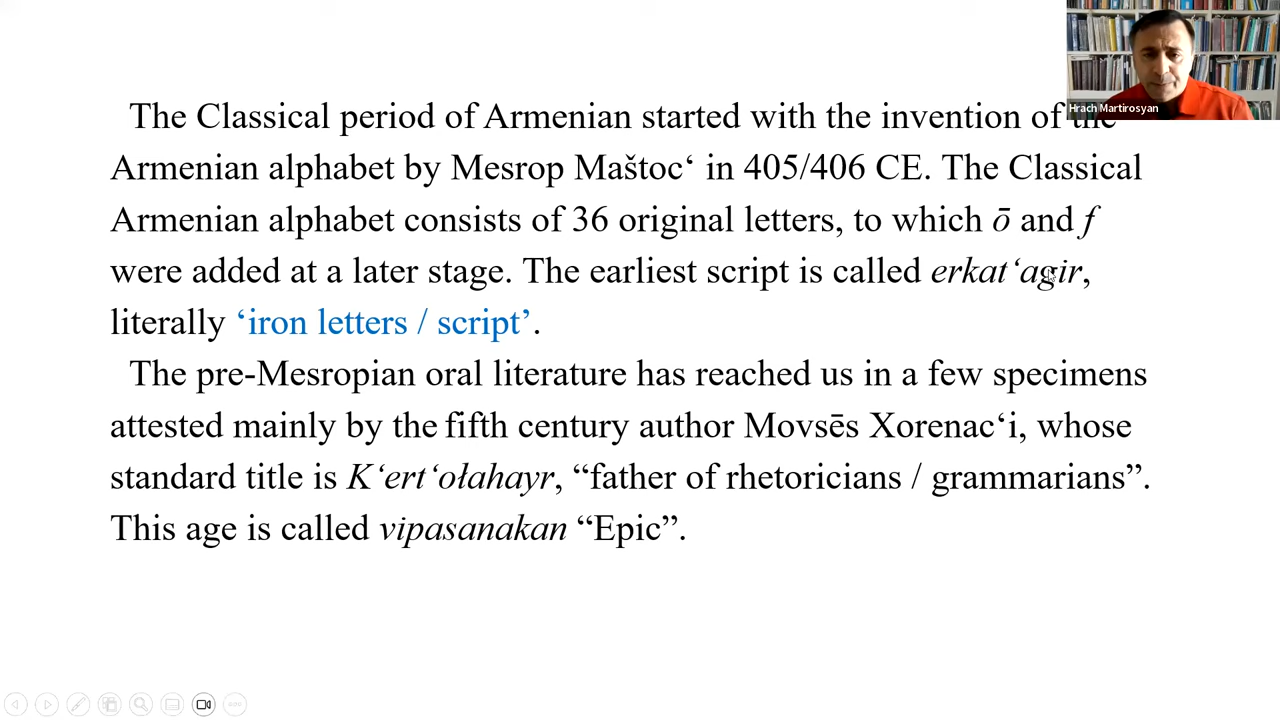 Hrach Martirosyan
The Classical period of Armenian started with the invention of the
Armenian alphabet by Mesrop Maštocʻ in 405/406 CE. The Classical
Armenian alphabet consists of 36 original letters, to which ō and f
were added at a later stage. The earliest script is called erkatʻagir,
literally ‘iron letters / script’.
The pre-Mesropian oral literature has reached us in a few specimens
attested mainly by the fifth century author Movsēs Xorenacʻi, whose
standard title is Kʻertʻołahayr, “father of rhetoricians / grammarians”.
This age is called vipasanakan “Epic”.